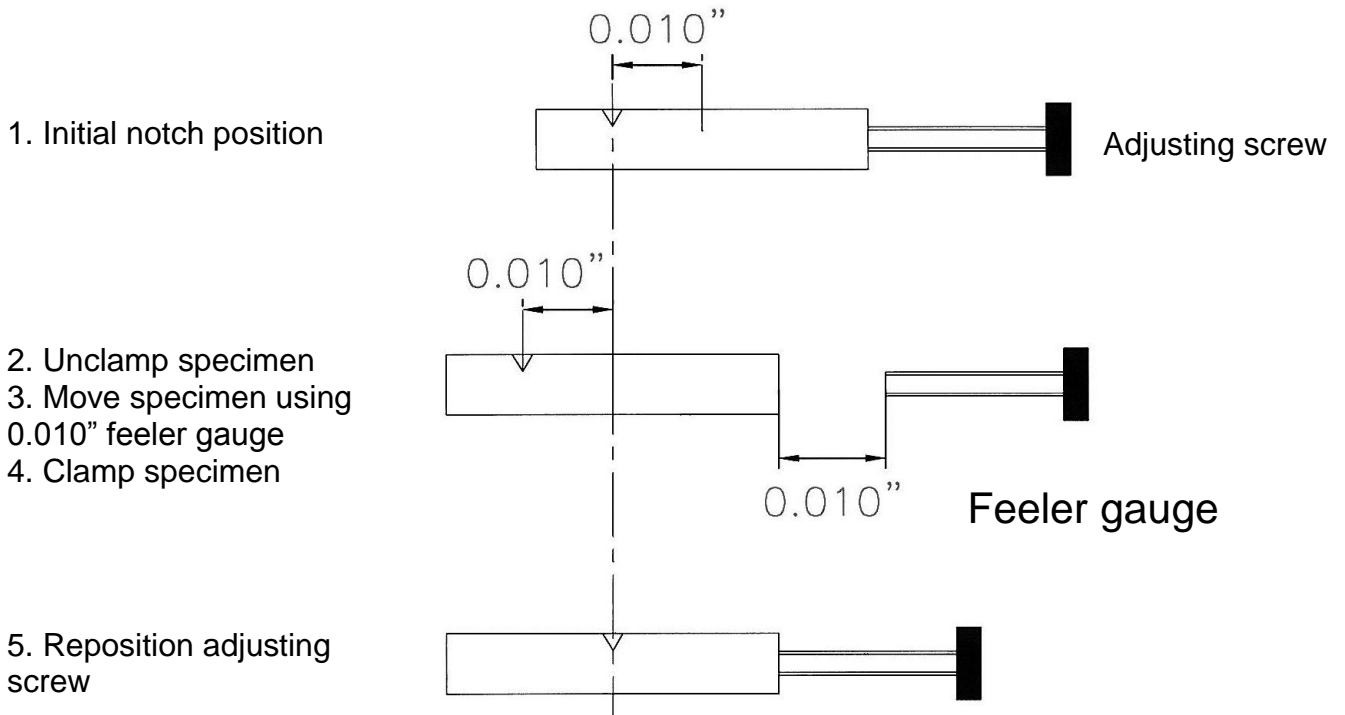 0.010”
1. Initial notch position
Adjusting screw
0.010”
2. Unclamp specimen
3. Move specimen using
0.010” feeler gauge
4. Clamp specimen
0.010”
Feeler gauge
5. Reposition adjusting
screw